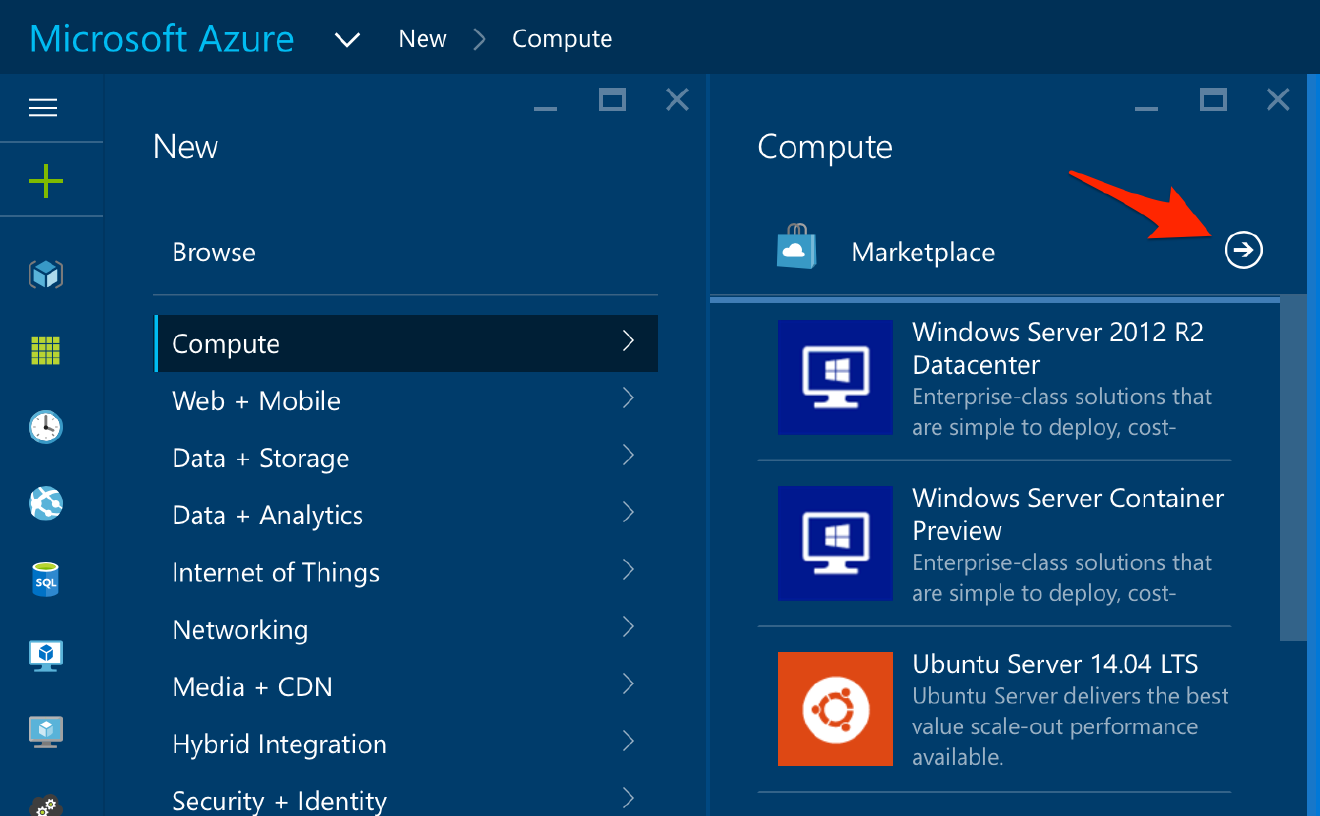 Microsoft Azure
New
Compute
New
Browse
Compute
Web + Mobile
Data + Storage
Data + Analytics
Internet of Things
Networking
Media + CDN
Hybrid Integration
Security + Identity
SQL
Compute
Marketplace
Windows Server 2012 R2
Datacenter
Enterprise-class solutions that
are simple to deploy, cost-
Windows Server Container
Preview
Enterprise-class solutions that
are simple to deploy, cost-
Ubuntu Server 14.04 LTS
Ubuntu Server delivers the best
value scale-out performance
available.